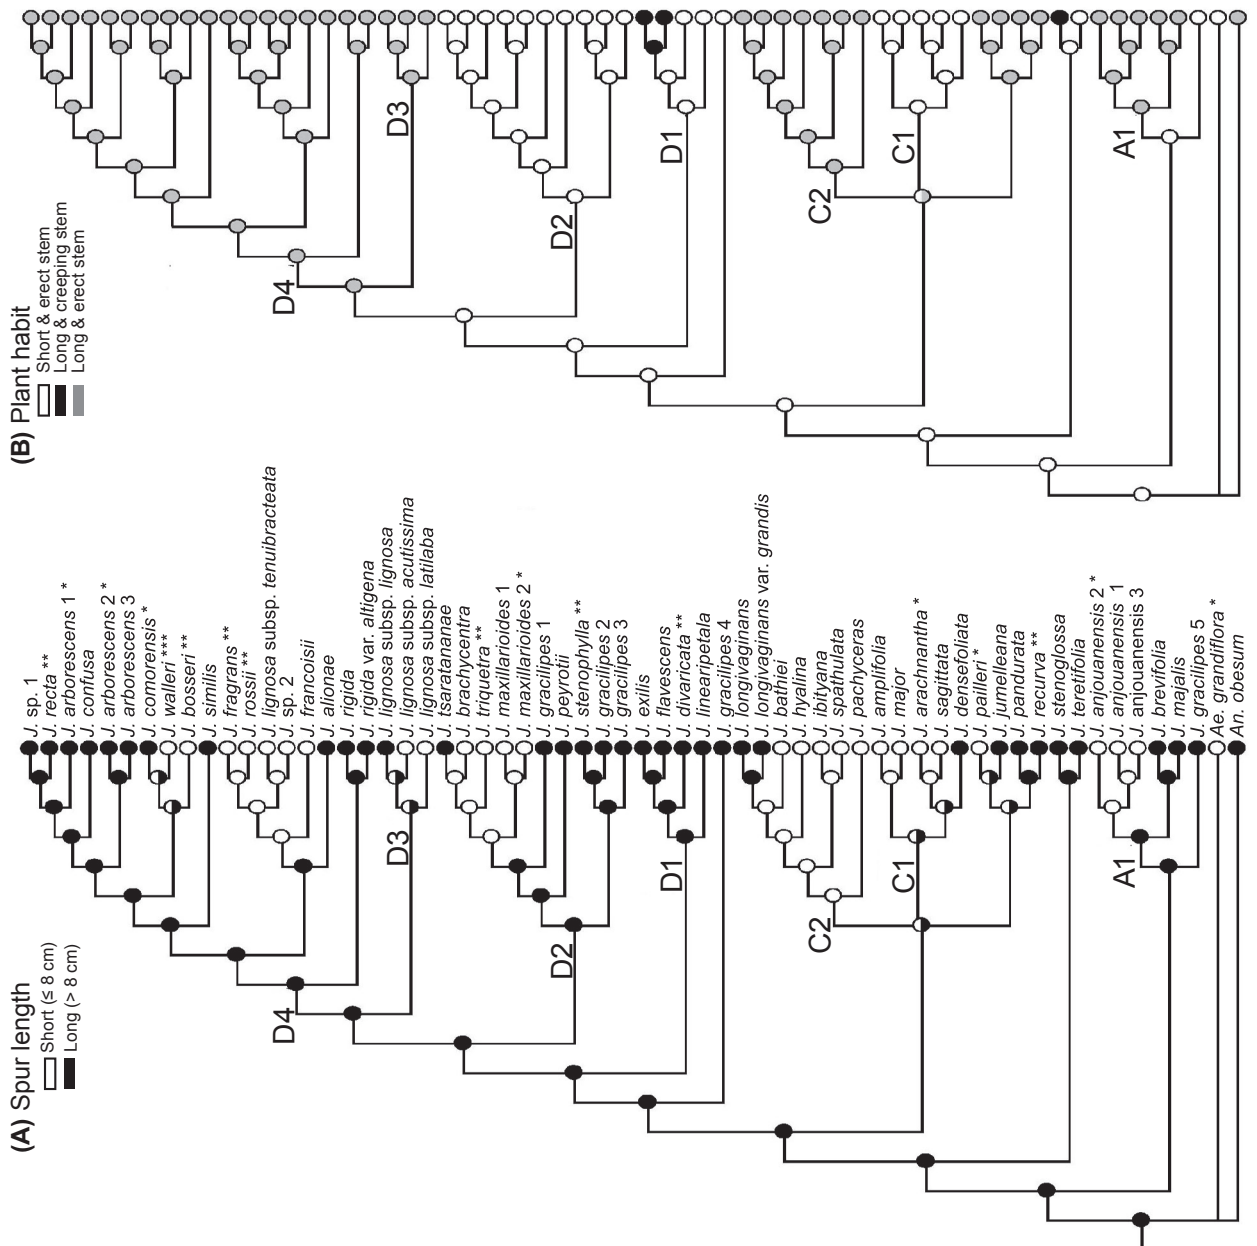 (A) Spur length
Short (≤ 8 cm)
Long (> 8 cm)
D4
D3
D2
D1
C2
C1
A1
J. sp. 1
J. recta **
J. arborescens 1 *
J. confusa
J. arborescens 2 *
J. arborescens 3
J. comorensis *
J. walleri ***
J. bosseri **
J. similis
J. fragrans **
J. rossii **
J. lignosa subsp. tenuibracteata
J. sp. 2
J. francoisii
J. alionae
J. rigida
J. rigida var. altigena
J. lignosa subsp. lignosa
J. lignosa subsp. acutissima
J. lignosa subsp. latilaba
J. tsaratananae
J. brachycentra
J. triquetra **
J. maxillarioides 1
J. maxillarioides 2 *
J. gracilipes 1
J. peyrotii
J. stenophylla **
J. gracilipes 2
J. gracilipes 3
J. exilis
J. flavescens
J. divaricata **
J. linearipetala
J. gracilipes 4
J. longivaginans
J. longivaginans var. grandis
J. bathiei
J. hyalina
J. ibityana
J. spathulata
J. pachyceras
J. amplifolia
J. major
J. arachnantha *
J. sagittata
J. densefoliata
J. pailleri *
J. jumelleana
J. pandurata
J. recurva **
J. stenoglossa
J. teretifolia
J. anjouanensis 2 *
J. anjouanensis 1
J. anjouanensis 3
J. brevifolia
J. majalis
J. gracilipes 5
Ae. grandiflora *
An. obesum
(B) Plant habit
Short & erect stem
Long & creeping stem
Long & erect stem
D4
D3
D2
D1
C2
C1
A1